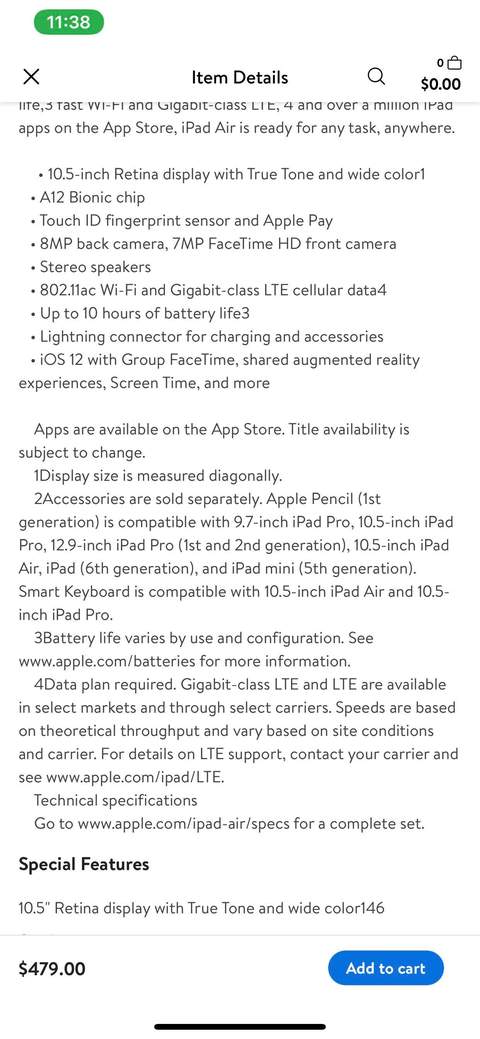 11:38
Item Details
0
$0.00
life,3 fast Wi-Fi and Gigabit-class LTE, 4 and over a million iPad
apps on the App Store, iPad Air is ready for any task, anywhere.
• 10.5-inch Retina display with True Tone and wide color1
• A12 Bionic chip
• Touch ID fingerprint sensor and Apple Pay
• 8MP back camera, 7MP FaceTime HD front camera
• Stereo speakers
• 802.11ac Wi-Fi and Gigabit-class LTE cellular data4
• Up to 10 hours of battery life3
• Lightning connector for charging and accessories
• iOS 12 with Group FaceTime, shared augmented reality
experiences, Screen Time, and more
Apps are available on the App Store. Title availability is
subject to change.
1Display size is measured diagonally.
2Accessories are sold separately. Apple Pencil (1st
generation) is compatible with 9.7-inch iPad Pro, 10.5-inch iPad
Pro, 12.9-inch iPad Pro (1st and 2nd generation), 10.5-inch iPad
Air, iPad (6th generation), and iPad mini (5th generation).
Smart Keyboard is compatible with 10.5-inch iPad Air and 10.5-
inch iPad Pro.
3Battery life varies by use and configuration. See
www.apple.com/batteries for more information.
4Data plan required. Gigabit-class LTE and LTE are available
in select markets and through select carriers. Speeds are based
on theoretical throughput and vary based on site conditions
and carrier. For details on LTE support, contact your carrier and
see www.apple.com/ipad/LTE.
Technical specifications
Go to www.apple.com/ipad-air/specs for a complete set.
Special Features
10.5" Retina display with True Tone and wide color146
$479.00
Add to cart